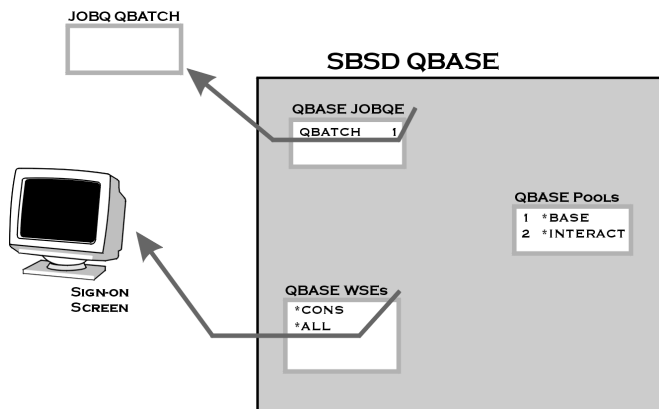 JOBQ QBATCH
SBSD QBASE
QBASE JOBQE
QBATCH 1
QBASE POOLS
1 *BASE
2 *INTERACT
SIGN-ON
SCREEN
QBASE WSES
*CONS
*ALL